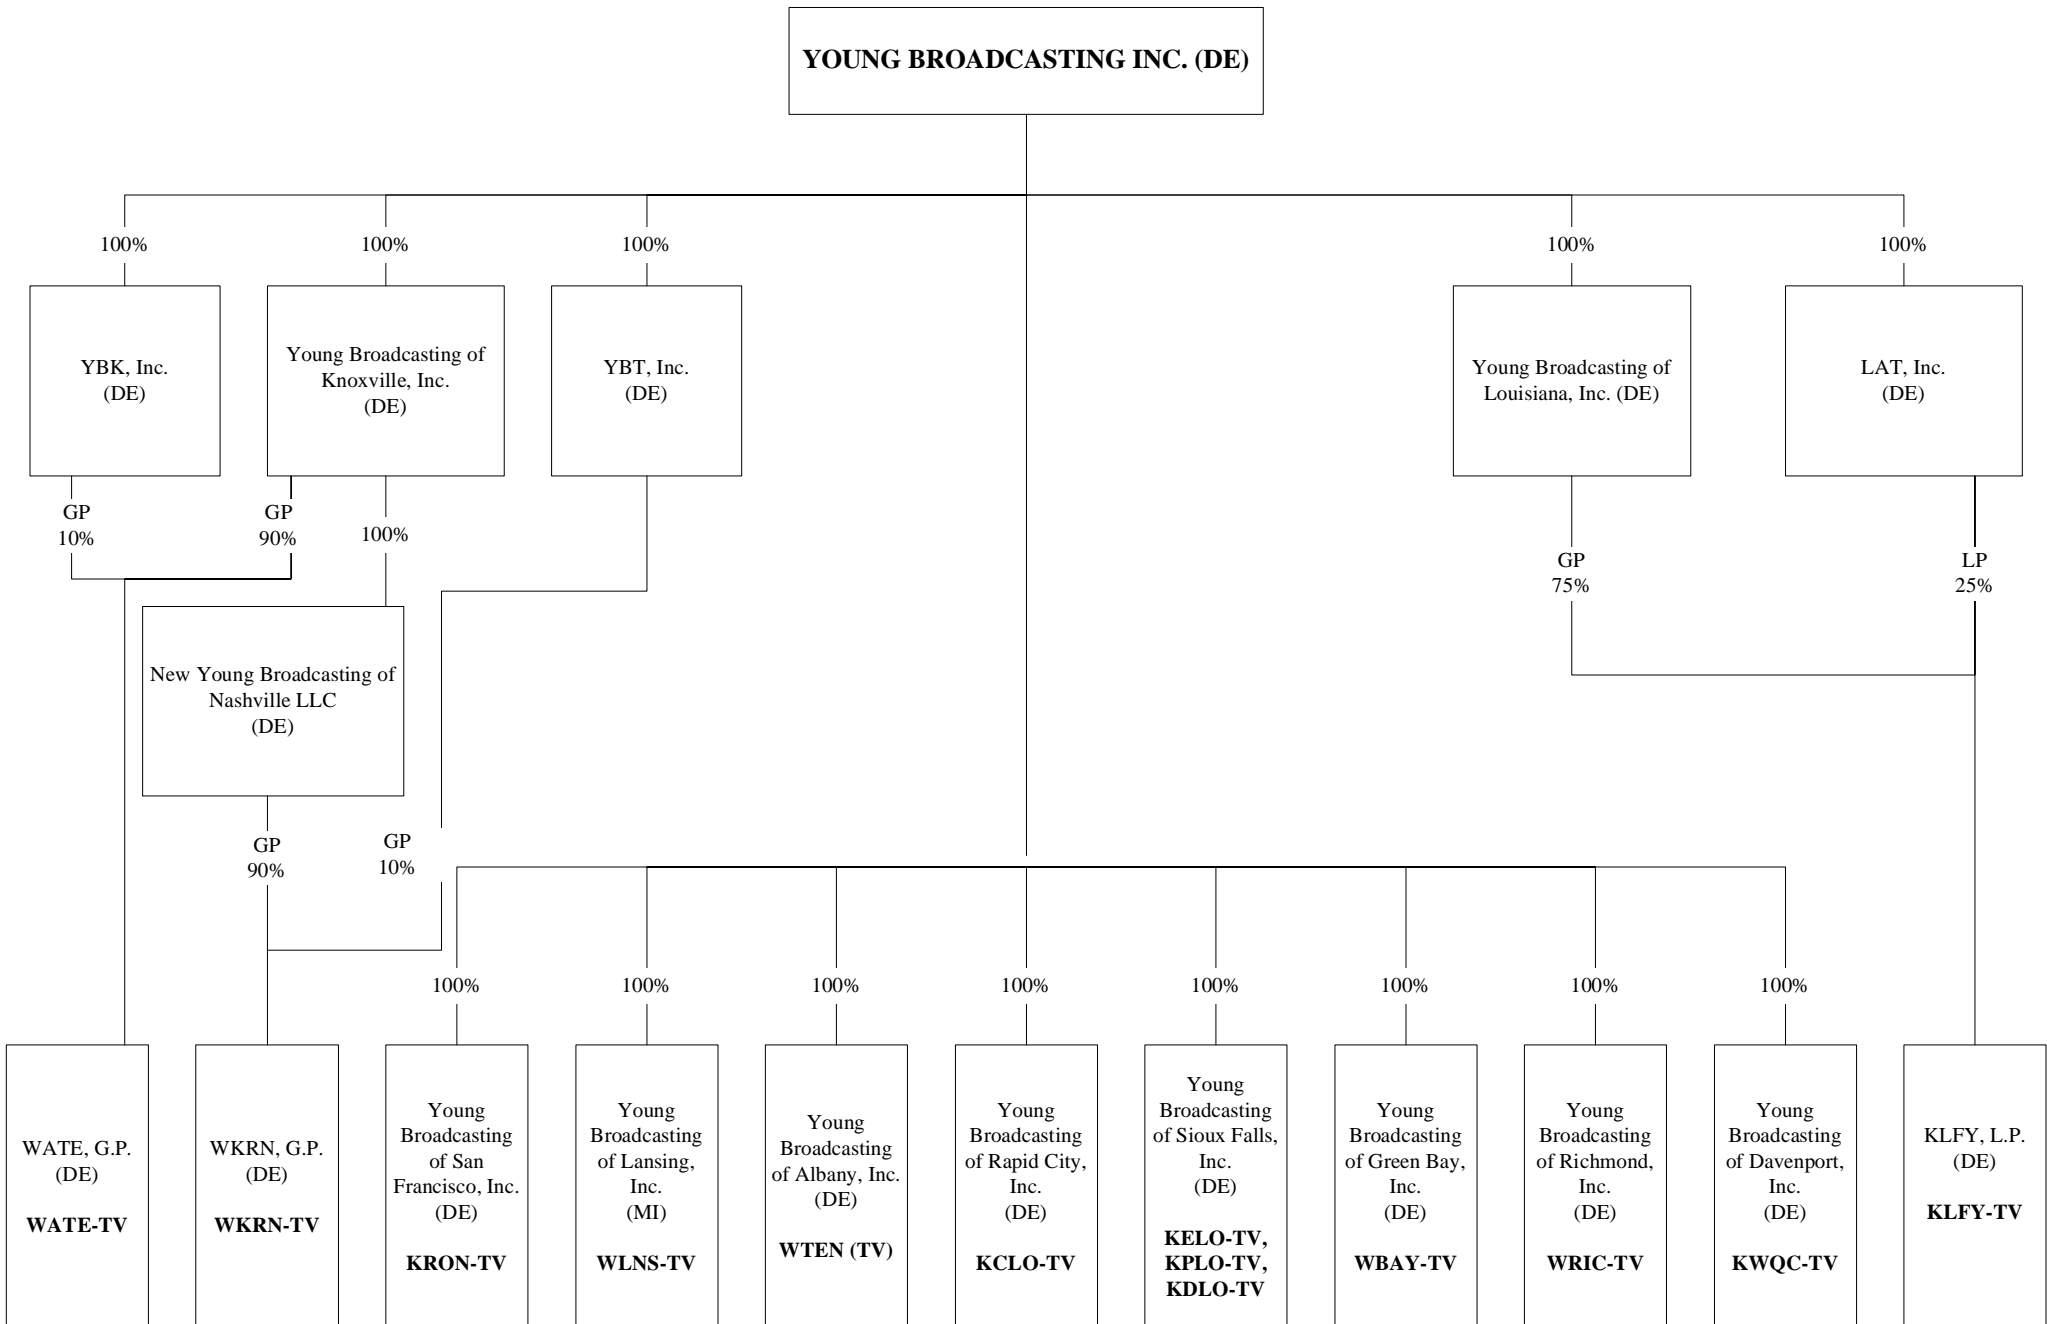 YOUNG BROADCASTING INC. (DE)
100%
100%
100%
100%
100%
YBK, Inc.
(DE)
Young Broadcasting of
Knoxville, Inc.
(DE)
YBT, Inc.
(DE)
Young Broadcasting of
Louisiana, Inc. (DE)
LAT, Inc.
(DE)
GP
10%
GP
90%
100%
GP
75%
LP
25%
New Young Broadcasting of
Nashville LLC
(DE)
GP
90%
GP
10%
100%
100%
100%
100%
100%
100%
100%
100%
WATE, G.P.
(DE)
WATE-TV
WKRN, G.P.
(DE)
WKRN-TV
Young
Broadcasting
of San
Francisco, Inc.
(DE)
KRON-TV
Young
Broadcasting
of Lansing,
Inc.
(MI)
WLNS-TV
Young
Broadcasting
of Albany, Inc.
(DE)
WTEN (TV)
Young
Broadcasting
of Rapid City,
Inc.
(DE)
KCLO-TV
Young
Broadcasting
of Sioux Falls,
Inc.
(DE)
KELO-TV,
KPLO-TV,
KDLO-TV
Young
Broadcasting
of Green Bay,
Inc.
(DE)
WBAY-TV
Young
Broadcasting
of Richmond,
Inc.
(DE)
WRIC-TV
Young
Broadcasting
of Davenport,
Inc.
(DE)
KWQC-TV
KLFY, L.P.
(DE)
KLFY-TV